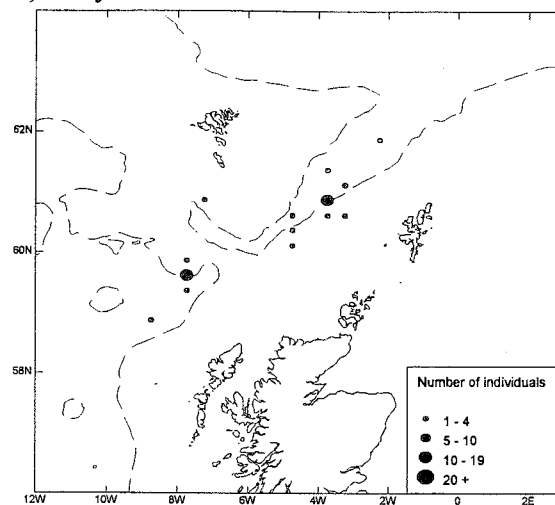 62N
60N
58N
Number of individuals
1 - 4
5 - 10
10 - 19
20 +
12W 10W 8W 6W 4W 2W 0 2E